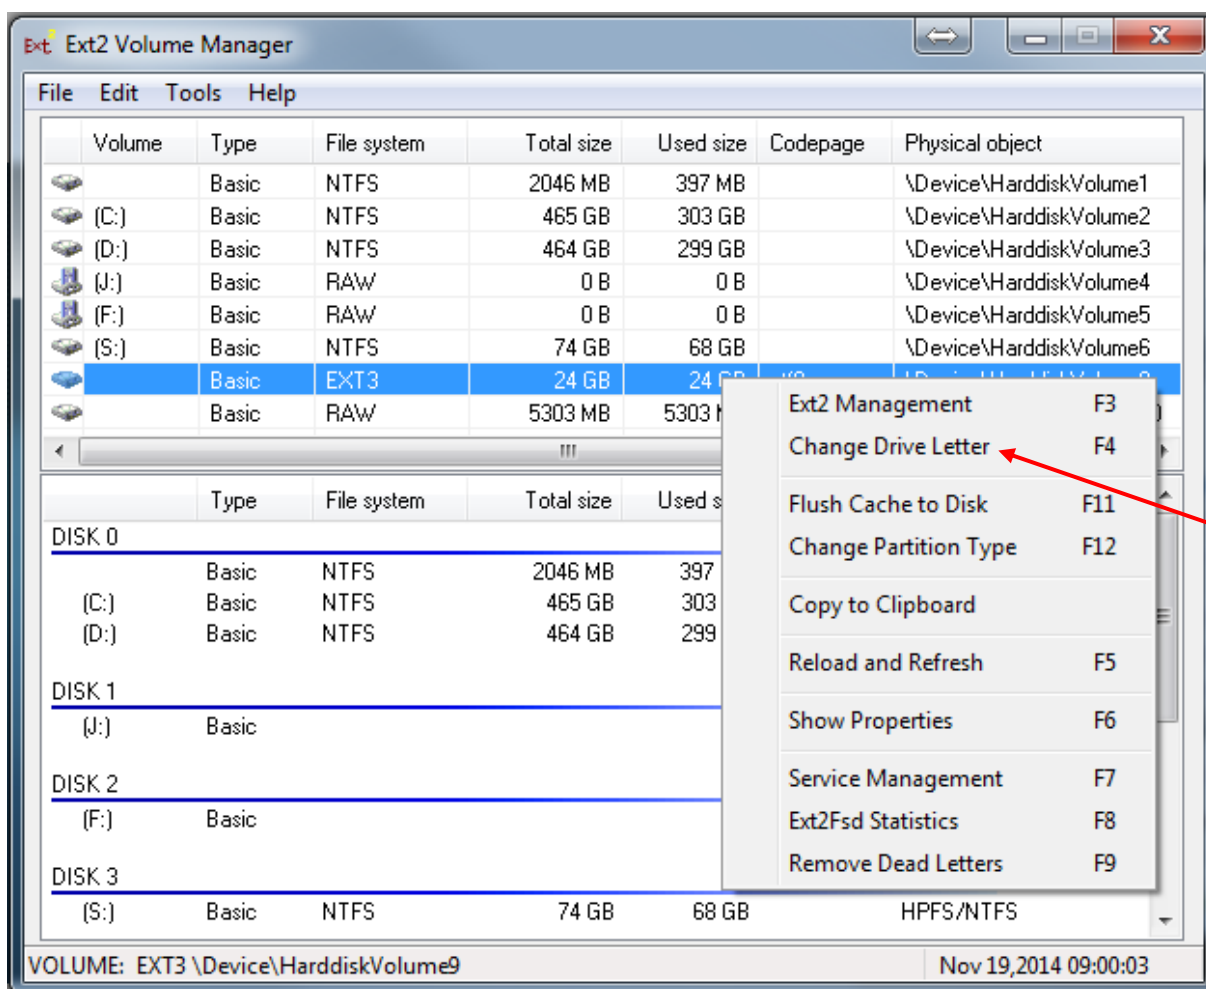 Ext2 Ext2 Volume Manager
File Edit Tools Help
Volume Type File system Total size Used size Codepage Physical object
Basic NTFS 2046 MB 397 MB \Device\HarddiskVolume1
(C:) Basic NTFS 465 GB 303 GB \Device\HarddiskVolume2
(D:) Basic NTFS 464 GB 299 GB \Device\HarddiskVolume3
(J:) Basic RAW 0 B 0 B \Device\HarddiskVolume4
(F:) Basic RAW 0 B 0 B \Device\HarddiskVolume5
(S:) Basic NTFS 74 GB 68 GB \Device\HarddiskVolume6
Basic EXT3 24 GB 24
Basic RAW 5303 MB 5303
Ext2 Management F3
Change Drive Letter F4
Flush Cache to Disk F11
Change Partition Type F12
Copy to Clipboard
Reload and Refresh F5
Show Properties F6
Service Management F7
Ext2Fsd Statistics F8
Remove Dead Letters F9
Type File system Total size Used s
DISK 0
Basic NTFS 2046 MB 397
(C:) Basic NTFS 465 GB 303
(D:) Basic NTFS 464 GB 299
DISK 1
(J:) Basic
DISK 2
(F:) Basic
DISK 3
(S:) Basic NTFS 74 GB 68 GB HPFS/NTFS
VOLUME: EXT3 \Device\HarddiskVolume9 Nov 19,2014 09:00:03